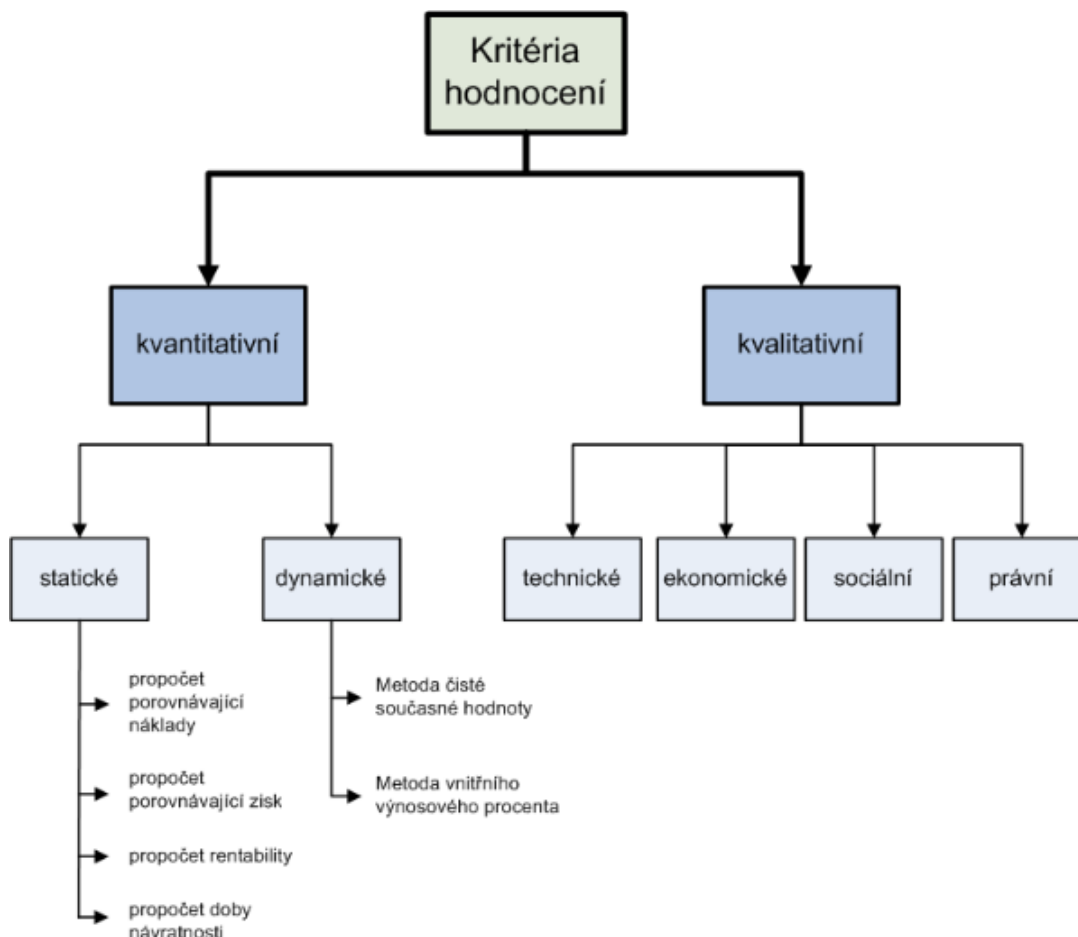 Kritéria
hodnocení
kvantitativní
kvalitativní
statické
dynamické
technické
ekonomické
sociální
právní
propočet
porovnávající
náklady
propočet
porovnávající zisk
propočet rentability
propočet doby
návratnosti
Metoda čisté
současné hodnoty
Metoda vnitřního
výnosového procenta